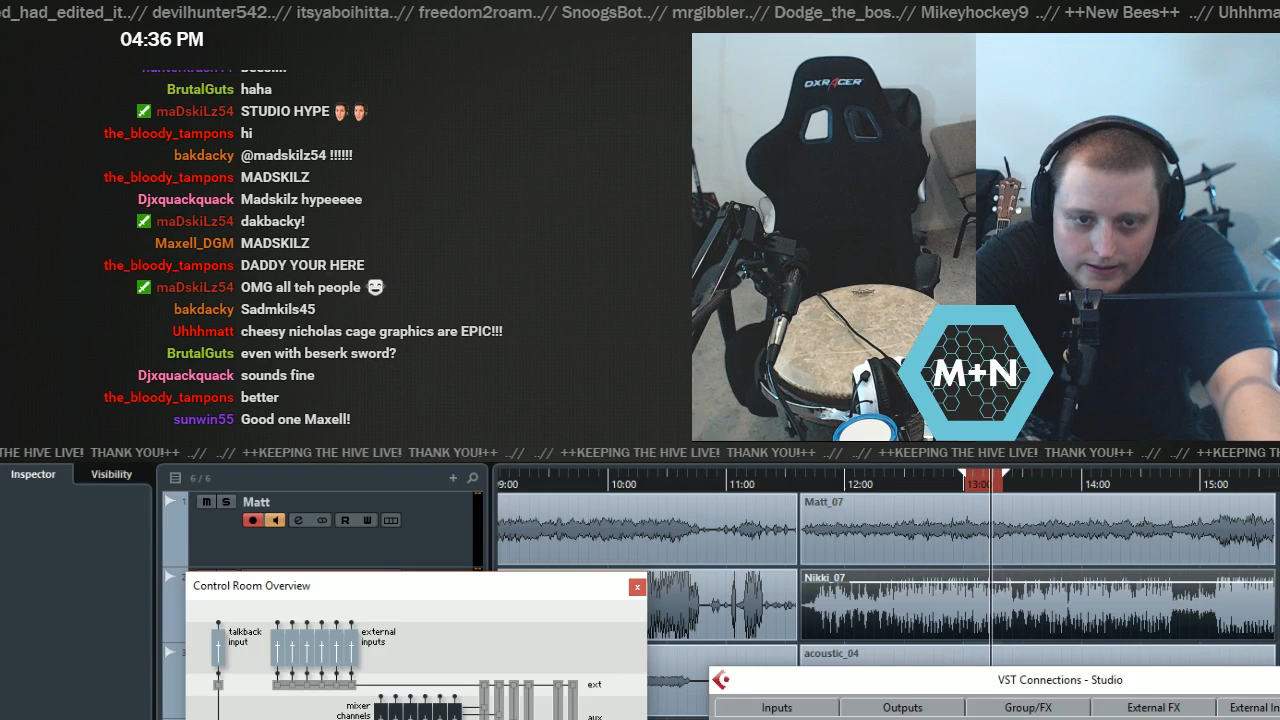 ed_had_edited_it..// devilhunter542..// itsyaboihitta..// freedom2roam..// SnoogsBot..// mrgibbler..// Dodge_the_bos..// Mikeyhockey9 ..// ++New Bees++ ..// Uhhhma
04:36 PM
BrutalGuts haha
maDskiLz54 STUDIO HYPE
the_bloody_tampons hi
bakdacky @madskilz54 !!!!!!
the_bloody_tampons MADSKILZ
Djxquackquack Madskilz hypeeeee
maDskiLz54 dakbacky!
Maxell_DGM MADSKILZ
the_bloody_tampons DADDY YOUR HERE
maDskiLz54 OMG all teh people
bakdacky Sadmkils45
Uhhhmatt cheesy nicholas cage graphics are EPIC!!!
BrutalGuts even with beserk sword?
Djxquackquack sounds fine
the_bloody_tampons better
sunwin55 Good one Maxell!
DXRACER
M+N
THE HIVE LIVE! THANK YOU!++ ..// ..// ++KEEPING THE HIVE LIVE! THANK YOU!++ ..// ..// ++KEEPING THE HIVE LIVE! THANK YOU!++ ..// ..// ++KEEPING THE HIVE LIVE! THANK YOU!++ ..// ..// ++KEEPING T
Inspector Visibility 6 / 6 + 9:00 10:00 11:00 12:00 13:00 14:00 15:00
1 m S Matt Matt_07
e R W
2 Nikki_07
Control Room Overview x
talkback input
external inputs
3 acoustic_04
ext
VST Connections - Studio
mixer channels
aux
Inputs Outputs Group/FX External FX External In